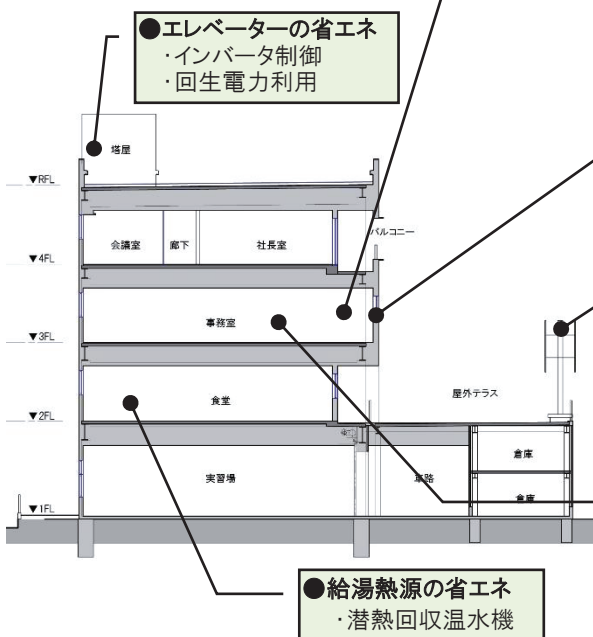 ●エレベーターの省エネ
・インバータ制御
・回生電力利用
塔屋
▼RFL
バルコニー
会議室
廊下
社長室
▼4FL
事務室
▼3FL
屋外テラス
食堂
▼2FL
倉庫
実習場
車路
倉庫
▼1FL
●給湯熱源の省エネ
・潜熱回収温水機